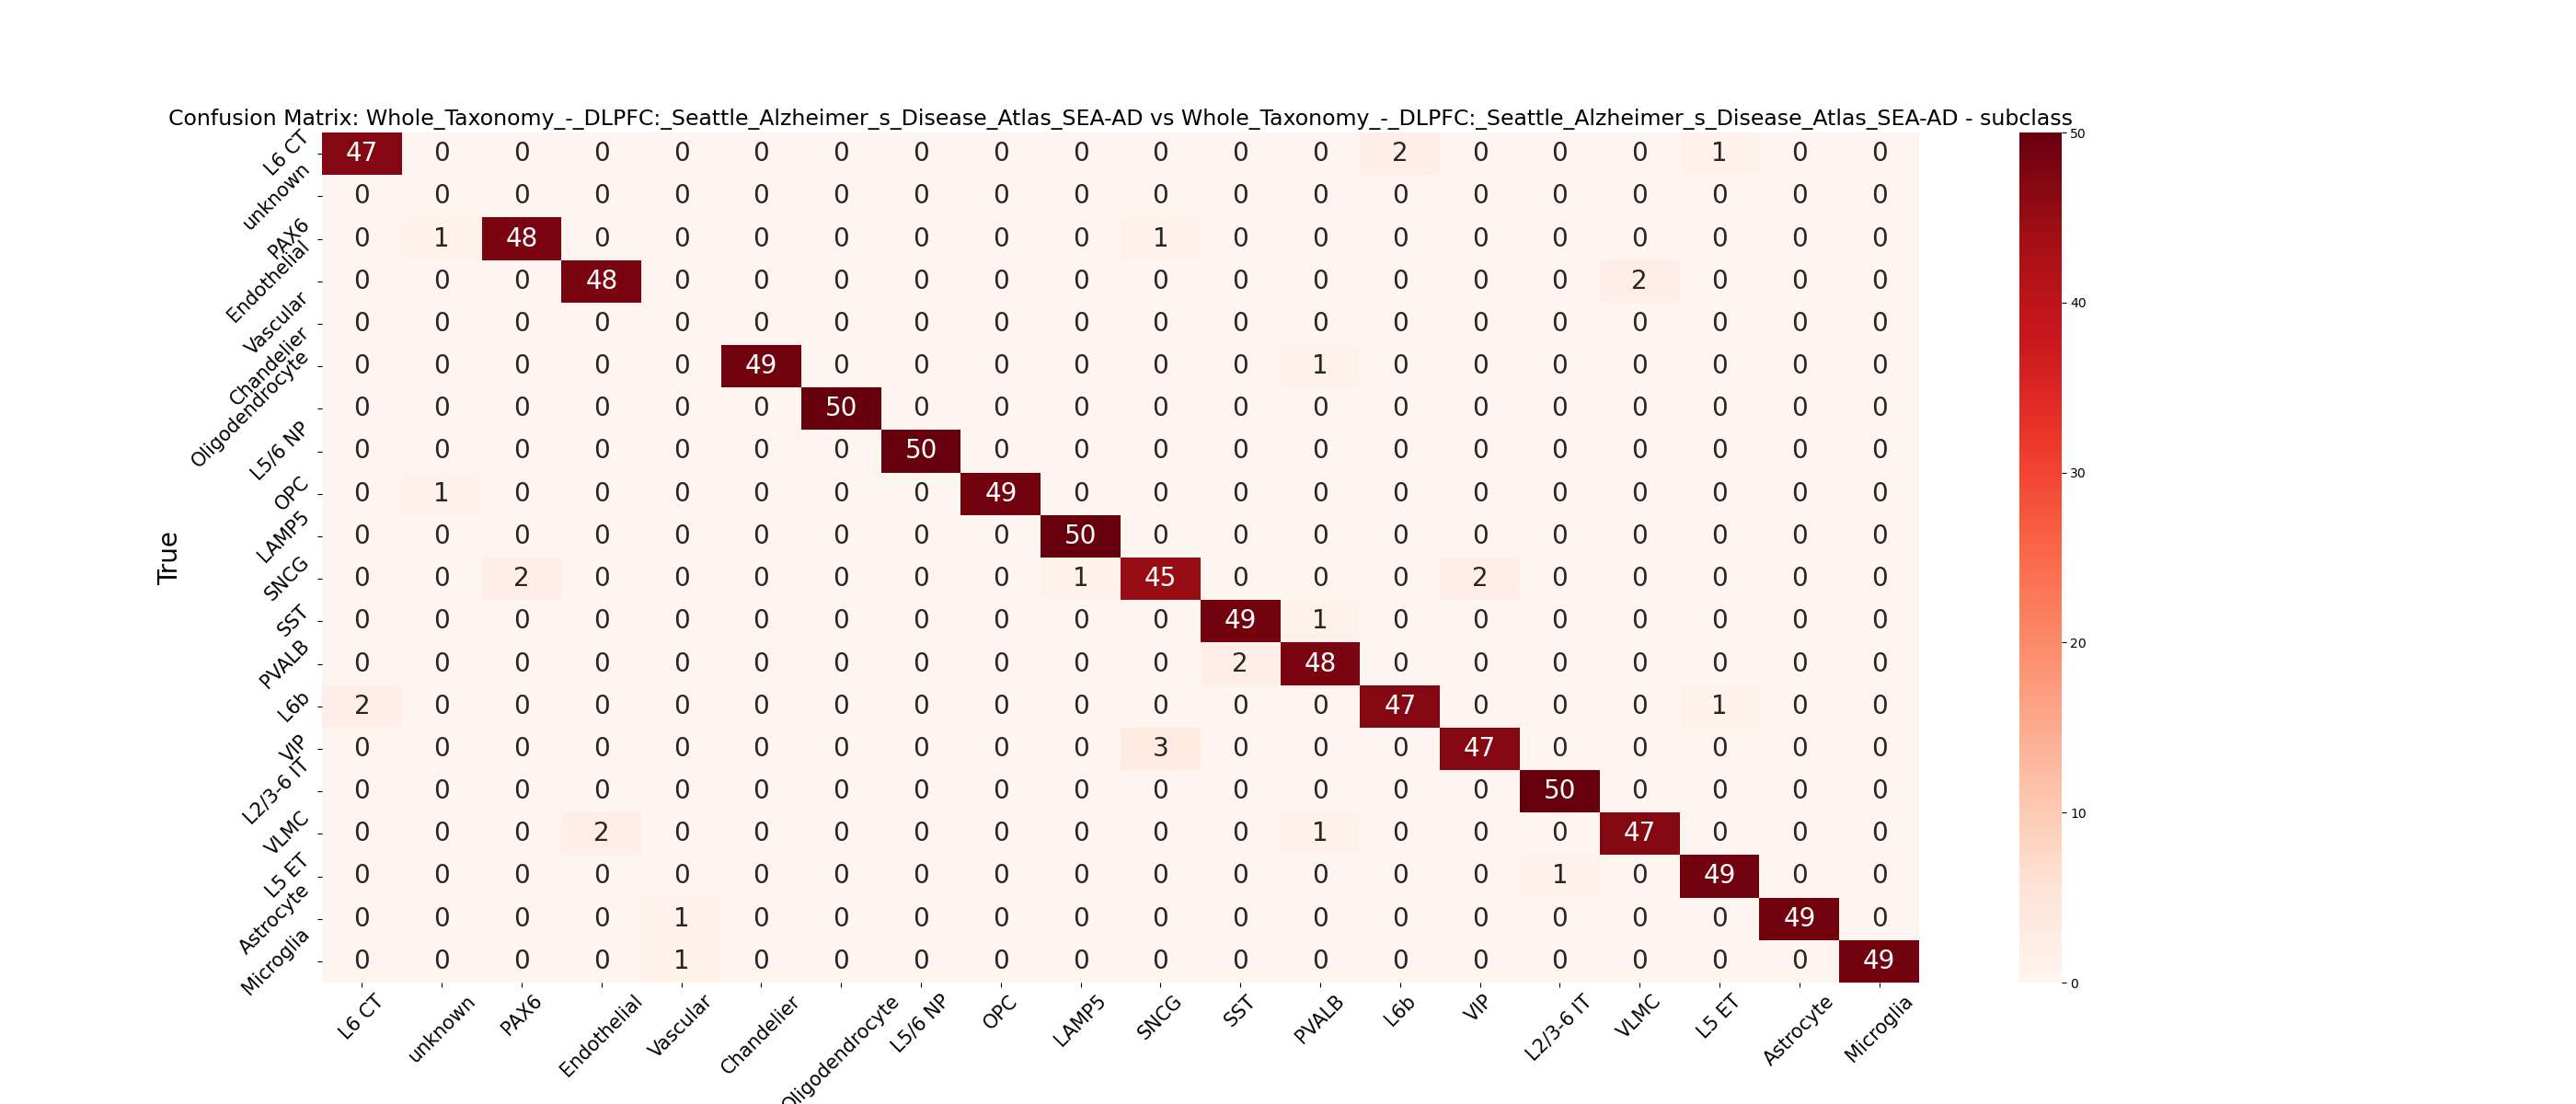 Confusion Matrix: Whole_Taxonomy_-_DLPFC:_Seattle_Alzheimer_s_Disease_Atlas_SEA-AD vs Whole_Taxonomy_-_DLPFC:_Seattle_Alzheimer_s_Disease_Atlas_SEA-AD - subclass
True
L6 CT 47 0 0 0 0 0 0 0 0 0 0 0 0 2 0 0 0 1 0 0
unknown 0 0 0 0 0 0 0 0 0 0 0 0 0 0 0 0 0 0 0 0
PAX6 0 1 48 0 0 0 0 0 0 0 1 0 0 0 0 0 0 0 0 0
Endothelial 0 0 0 48 0 0 0 0 0 0 0 0 0 0 0 0 2 0 0 0
Vascular 0 0 0 0 0 0 0 0 0 0 0 0 0 0 0 0 0 0 0 0
Chandelier 0 0 0 0 0 49 0 0 0 0 0 0 1 0 0 0 0 0 0 0
Oligodendrocyte 0 0 0 0 0 0 50 0 0 0 0 0 0 0 0 0 0 0 0 0
L5/6 NP 0 0 0 0 0 0 0 50 0 0 0 0 0 0 0 0 0 0 0 0
OPC 0 1 0 0 0 0 0 0 49 0 0 0 0 0 0 0 0 0 0 0
LAMP5 0 0 0 0 0 0 0 0 0 50 0 0 0 0 0 0 0 0 0 0
SNCG 0 0 2 0 0 0 0 0 0 1 45 0 0 0 2 0 0 0 0 0
SST 0 0 0 0 0 0 0 0 0 0 0 49 1 0 0 0 0 0 0 0
PVALB 0 0 0 0 0 0 0 0 0 0 0 2 48 0 0 0 0 0 0 0
L6b 2 0 0 0 0 0 0 0 0 0 0 0 0 47 0 0 0 1 0 0
VIP 0 0 0 0 0 0 0 0 0 0 3 0 0 0 47 0 0 0 0 0
L2/3-6 IT 0 0 0 0 0 0 0 0 0 0 0 0 0 0 0 50 0 0 0 0
VLMC 0 0 0 2 0 0 0 0 0 0 0 0 1 0 0 0 47 0 0 0
L5 ET 0 0 0 0 0 0 0 0 0 0 0 0 0 0 0 1 0 49 0 0
Astrocyte 0 0 0 0 1 0 0 0 0 0 0 0 0 0 0 0 0 0 49 0
Microglia 0 0 0 0 1 0 0 0 0 0 0 0 0 0 0 0 0 0 0 49
L6 CT unknown PAX6 Endothelial Vascular Chandelier Oligodendrocyte L5/6 NP OPC LAMP5 SNCG SST PVALB L6b VIP L2/3-6 IT VLMC L5 ET Astrocyte Microglia
50
40
30
20
10
0